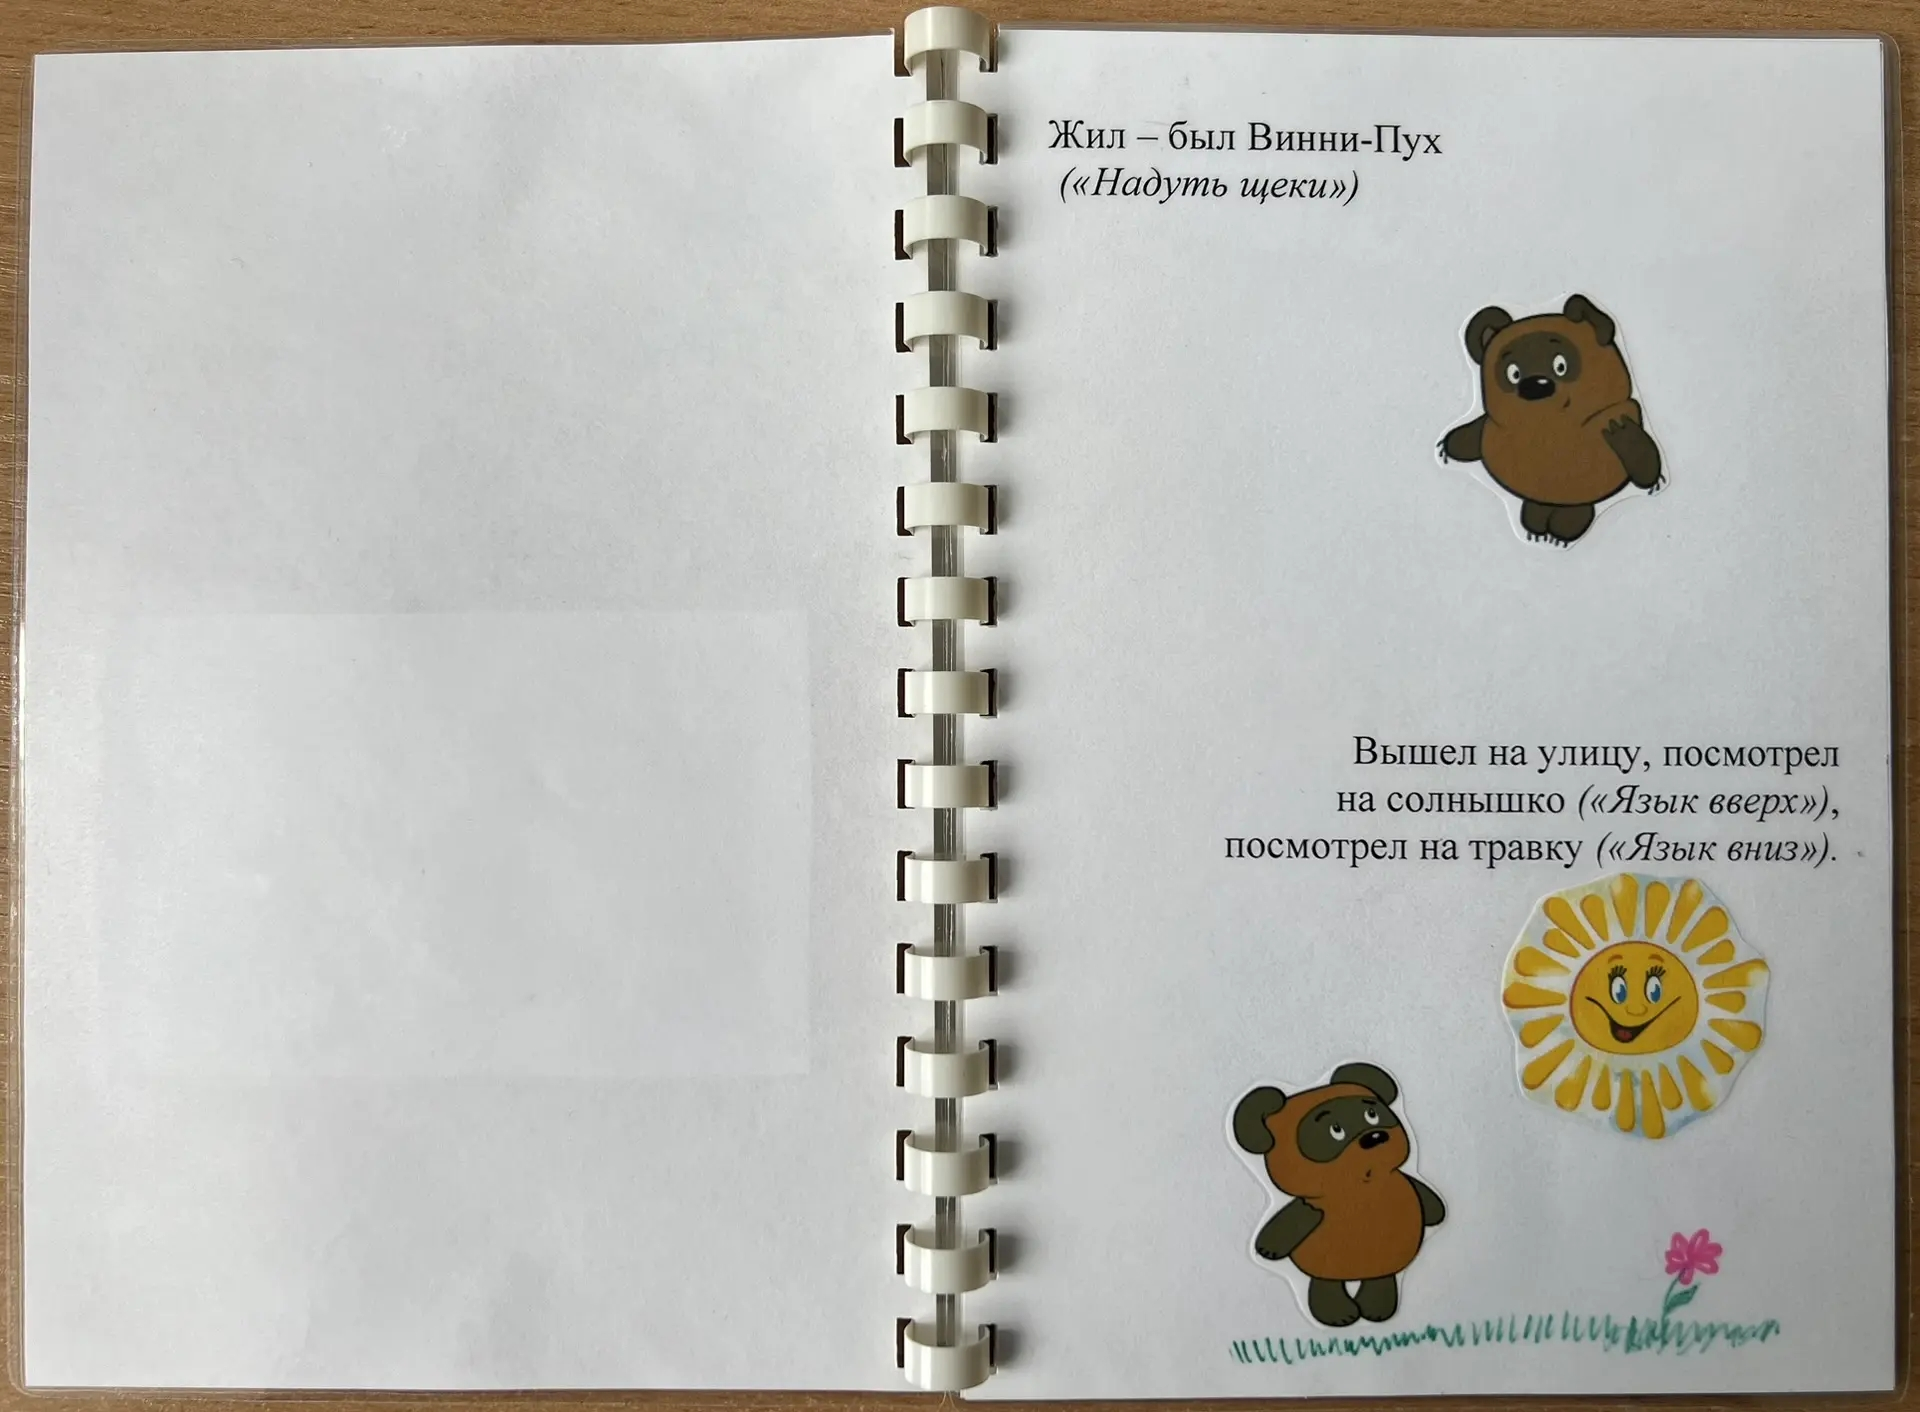 Жил – был Винни-Пух
(«Надуть щеки»)
Вышел на улицу, посмотрел
на солнышко («Язык вверх»),
посмотрел на травку («Язык вниз»).